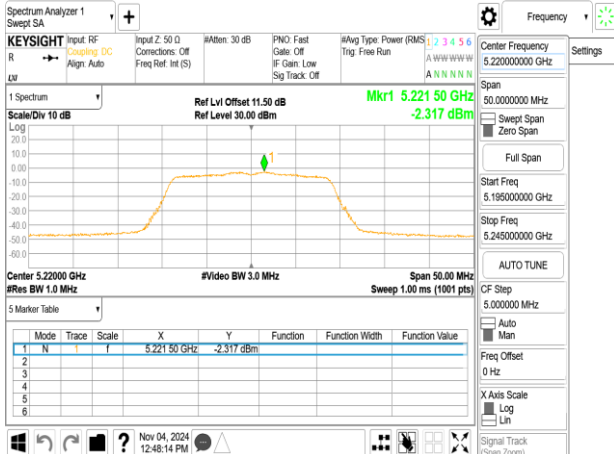 Spectrum Analyzer 1
Swept SA
Frequency
KEYSIGHT
R
Input: RF
Coupling: DC
Align: Auto
Input Z: 50 Ω
Corrections: Off
Freq Ref: Int (S)
#Atten: 30 dB
PNO: Fast
Gate: Off
IF Gain: Low
Sig Track: Off
#Avg Type: Power (RMS
Trig: Free Run
1 2 3 4 5 6
A W W W W W
A N N N N N
1 Spectrum
Scale/Div 10 dB
Ref Lvl Offset 11.50 dB
Ref Level 30.00 dBm
Mkr1 5.221 50 GHz
-2.317 dBm
Log
20.0
10.0
0.00
-10.0
-20.0
-30.0
-40.0
-50.0
-60.0
1
Center 5.22000 GHz
#Res BW 1.0 MHz
#Video BW 3.0 MHz
Span 50.00 MHz
Sweep 1.00 ms (1001 pts)
5 Marker Table
Mode Trace Scale X Y Function Function Width Function Value
1 N 1 f 5.221 50 GHz -2.317 dBm
2
3
4
5
6
Nov 04, 2024
12:48:14 PM
Center Frequency
5.220000000 GHz
Settings
Span
50.0000000 MHz
Swept Span
Zero Span
Full Span
Start Freq
5.195000000 GHz
Stop Freq
5.245000000 GHz
AUTO TUNE
CF Step
5.000000 MHz
Auto
Man
Freq Offset
0 Hz
X Axis Scale
Log
Lin
Signal Track
(Span Zoom)